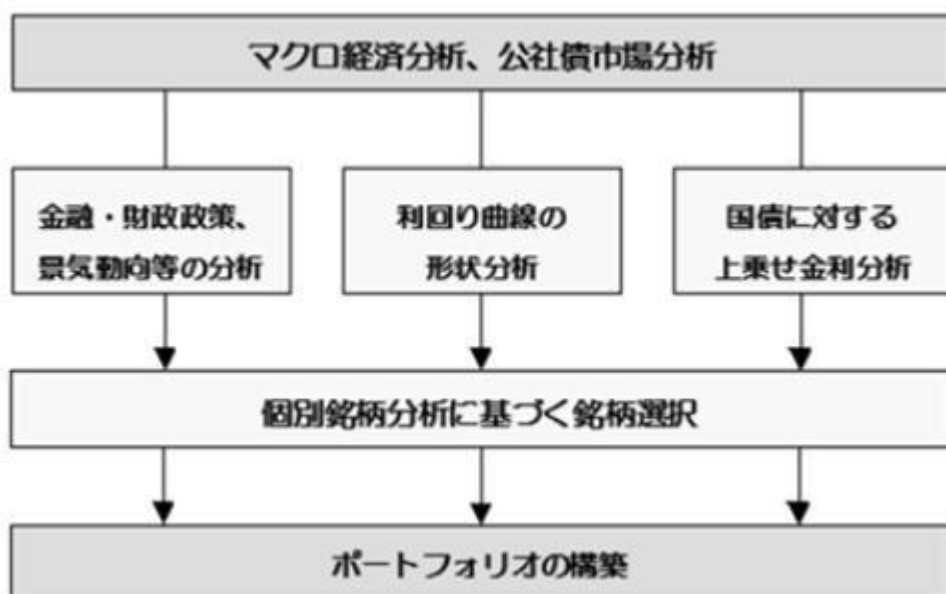 マクロ経済分析、公社債市場分析
金融・財政政策、
景気動向等の分析
利回り曲線の
形状分析
国債に対する
上乗せ金利分析
個別銘柄分析に基づく銘柄選択
ポートフォリオの構築